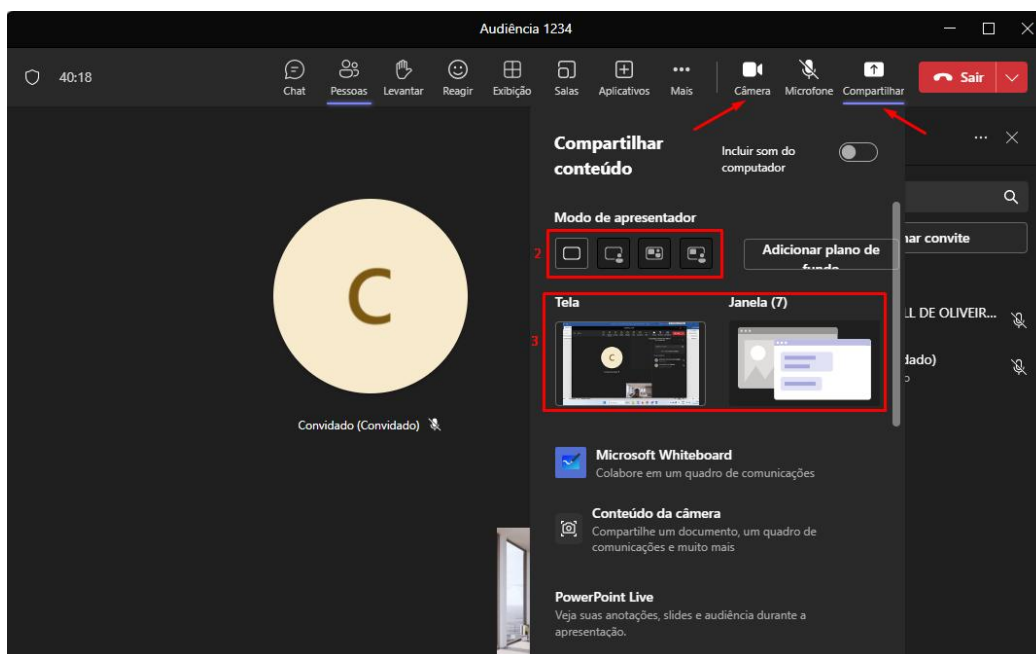 Audiência 1234
40:18
Chat Pessoas Levantar Reagir Exibição Salas Aplicativos Mais Câmera Microfone Compartilhar Sair
Compartilhar
conteúdo
Incluir som do
computador
Modo de apresentador
2
Adicionar plano de
fundo
nar convite
Tela Janela (7)
LL DE OLIVEIR...
3
C
dado)
Convidado (Convidado)
Microsoft Whiteboard
Colabore em um quadro de comunicações
Conteúdo da câmera
Compartilhe um documento, um quadro de
comunicações e muito mais
PowerPoint Live
Veja suas anotações, slides e audiência durante a
apresentação.